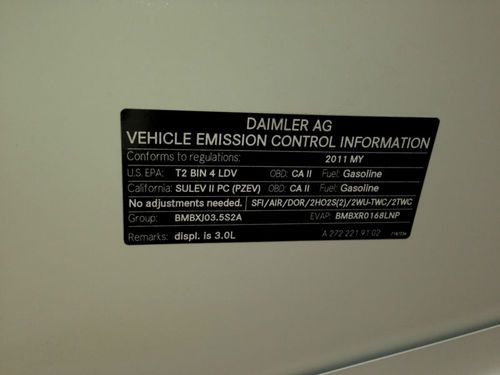 DAIMLER AG
VEHICLE EMISSION CONTROL INFORMATION
Conforms to regulations: 2011 MY
U.S. EPA: T2 BIN 4 LDV OBD: CA II Fuel: Gasoline
California: SULEV II PC (PZEV) OBD: CA II Fuel: Gasoline
No adjustments needed. SFI/AIR/DOR/2HO2S(2)/2WU-TWC/2TWC
Group: BMBXJ03.5S2A EVAP: BMBXR0168LNP
Remarks: displ. is 3.0L A 272 221 91 02